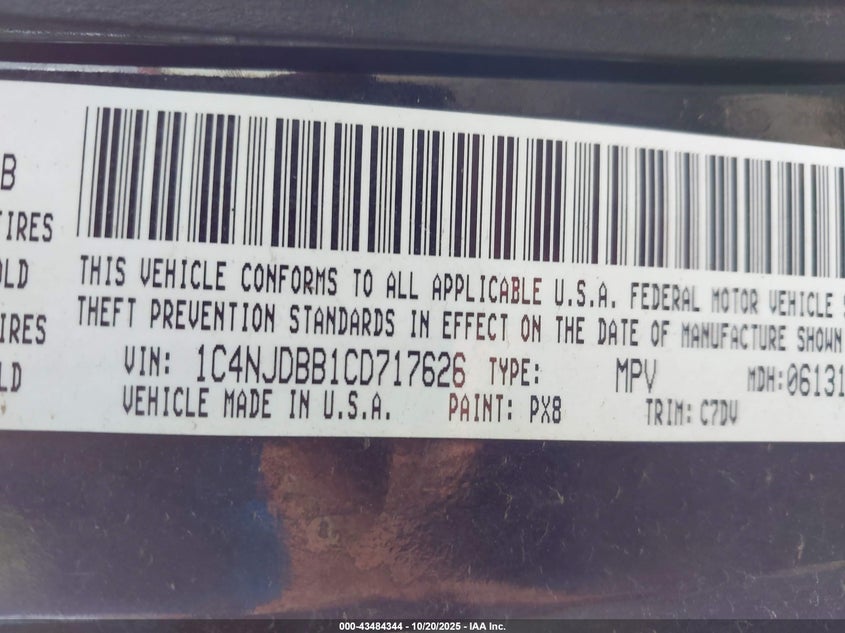 B
TIRES
OLD
IRES
LD
THIS VEHICLE CONFORMS TO ALL APPLICABLE U.S.A. FEDERAL MOTOR VEHICLE S
THEFT PREVENTION STANDARDS IN EFFECT ON THE DATE OF MANUFACTURE SHOWN
VIN: 1C4NJDBB1CD717626 TYPE: MPV MDH:06131
VEHICLE MADE IN U.S.A. PAINT: PX8 TRIM: C7DV
000-43484344 | 10/20/2025 - IAA Inc.